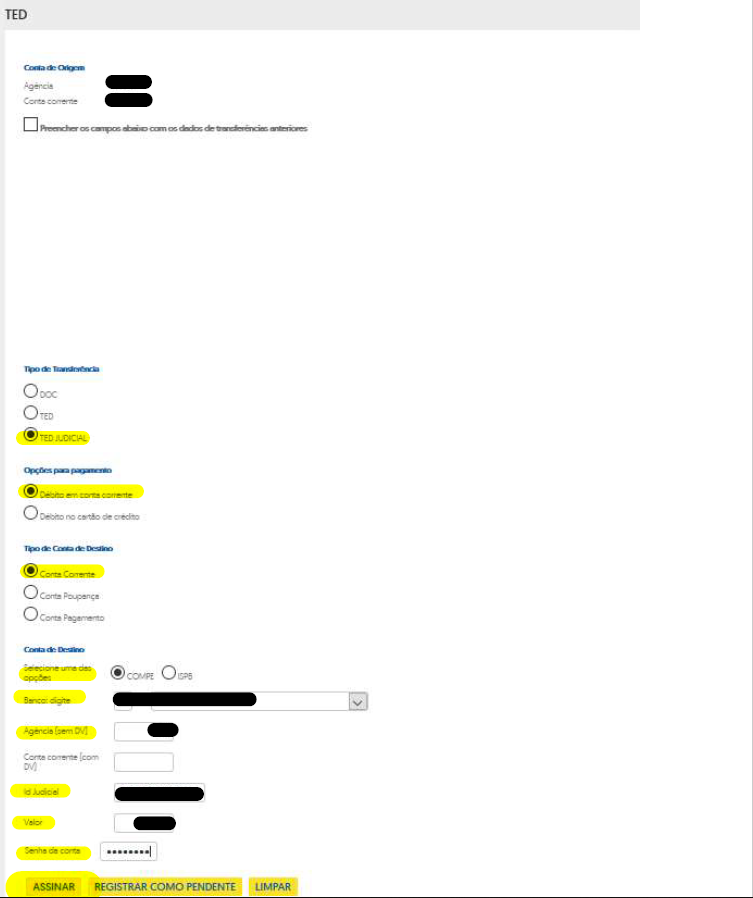 TED
Conta de Origem
Agência
Conta corrente
Preencher os campos abaixo com os dados de transferências anteriores
Tipo de Transferência
DOC
TED
TED JUDICIAL
Opções para pagamento
Débito em conta corrente
Débito no cartão de crédito
Tipo de Conta de Destino
Conta Corrente
Conta Poupança
Conta Pagamento
Conta de Destino
Selecione uma das
opções
COMPE ISPB
Banco: digite
Agência [sem DV]
Conta corrente [com
DV]
Id Judicial
Valor
Senha da conta ••••••••
ASSINAR REGISTRAR COMO PENDENTE LIMPAR